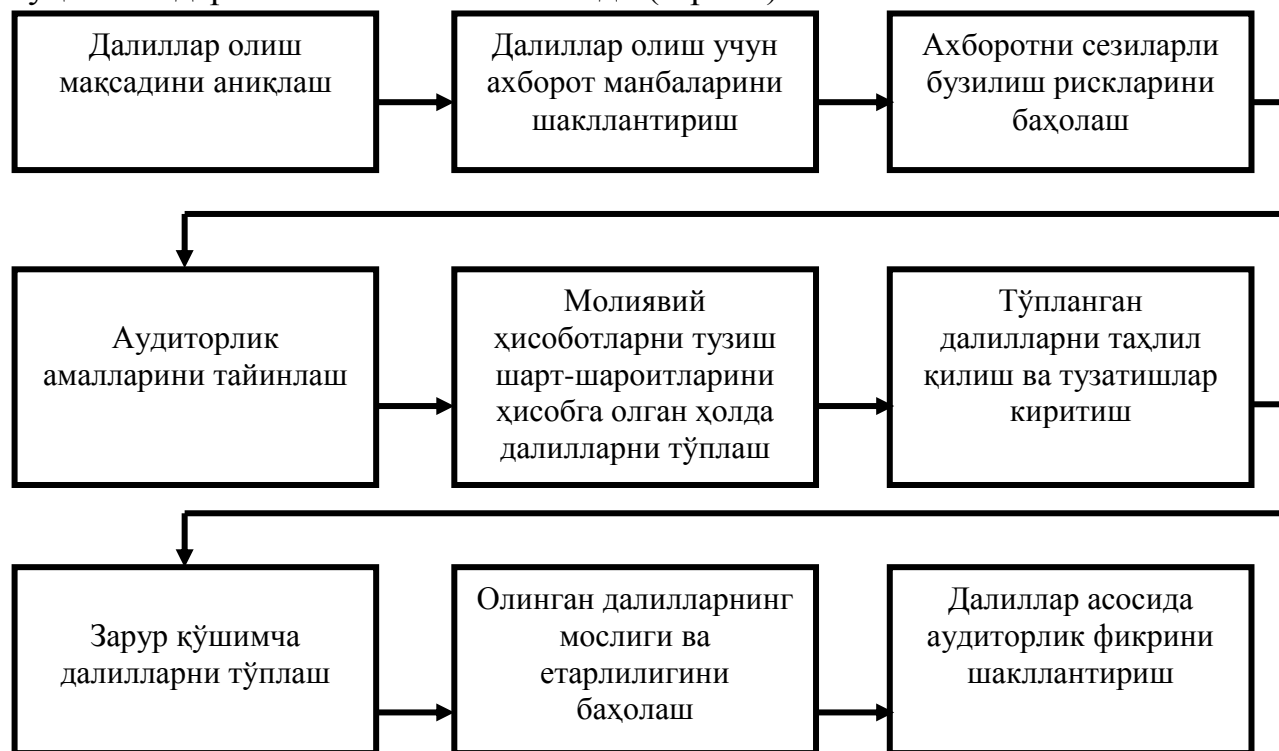 Далиллар олиш
мақсадини аниқлаш
Далиллар олиш учун
ахборот манбаларини
шакллантириш
Ахборотни сезиларли
бузилиш рискларини
баҳолаш
Аудиторлик
амалларини тайинлаш
Молиявий
ҳисоботларни тузиш
шарт-шароитларини
ҳисобга олган ҳолда
далилларни тўплаш
Тўпланган
далилларни таҳлил
қилиш ва тузатишлар
киритиш
Зарур қўшимча
далилларни тўплаш
Олинган далилларнинг
мослиги ва
етарлилигини
баҳолаш
Далиллар асосида
аудиторлик фикрини
шакллантириш